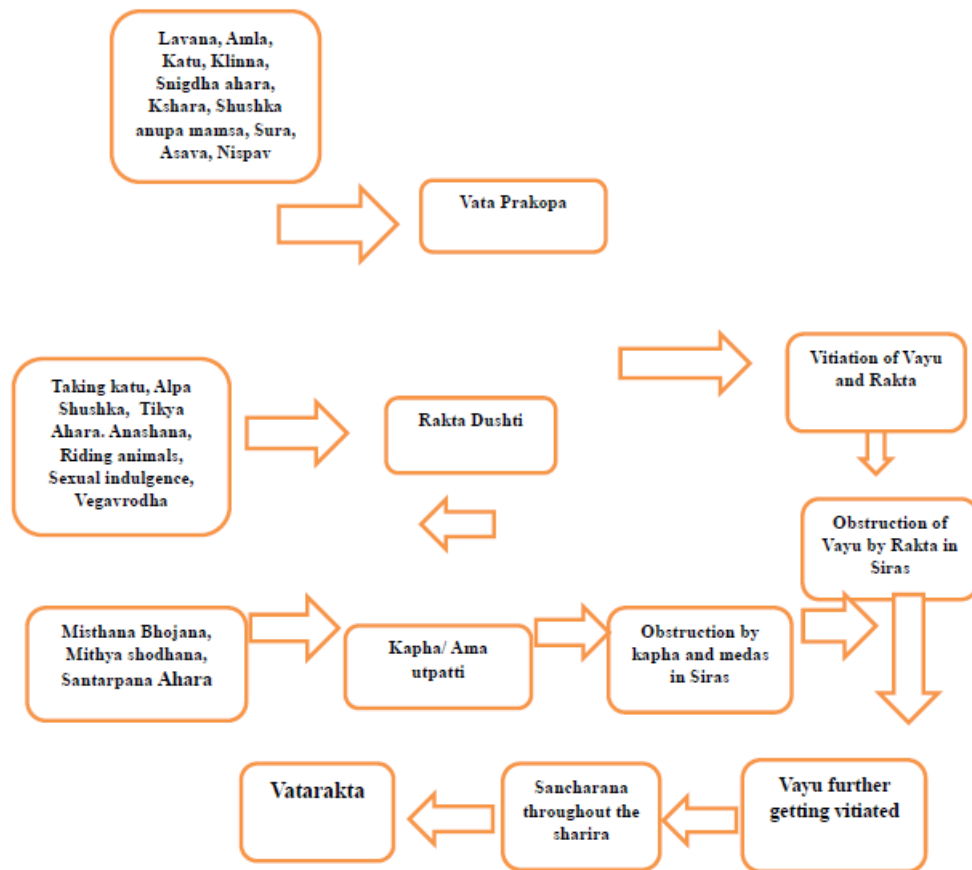 Lavana, Amla,
Katu, Klinna,
Snigdha ahara,
Kshara, Shushka
anupa mamsa, Sura,
Asava, Nispav
Vata Prakopa
Taking katu, Alpa
Shushka, Tikya
Ahara. Anashana,
Riding animals,
Sexual indulgence,
Vegavrodha
Rakta Dushti
Vitiation of Vayu
and Rakta
Obstruction of
Vayu by Rakta in
Siras
Misthana Bhojana,
Mithya shodhana,
Santarpana Ahara
Kapha/ Ama
utpatti
Obstruction by
kapha and medas
in Siras
Vatarakta
Sancharana
throughout the
sharira
Vayu further
getting vitiated